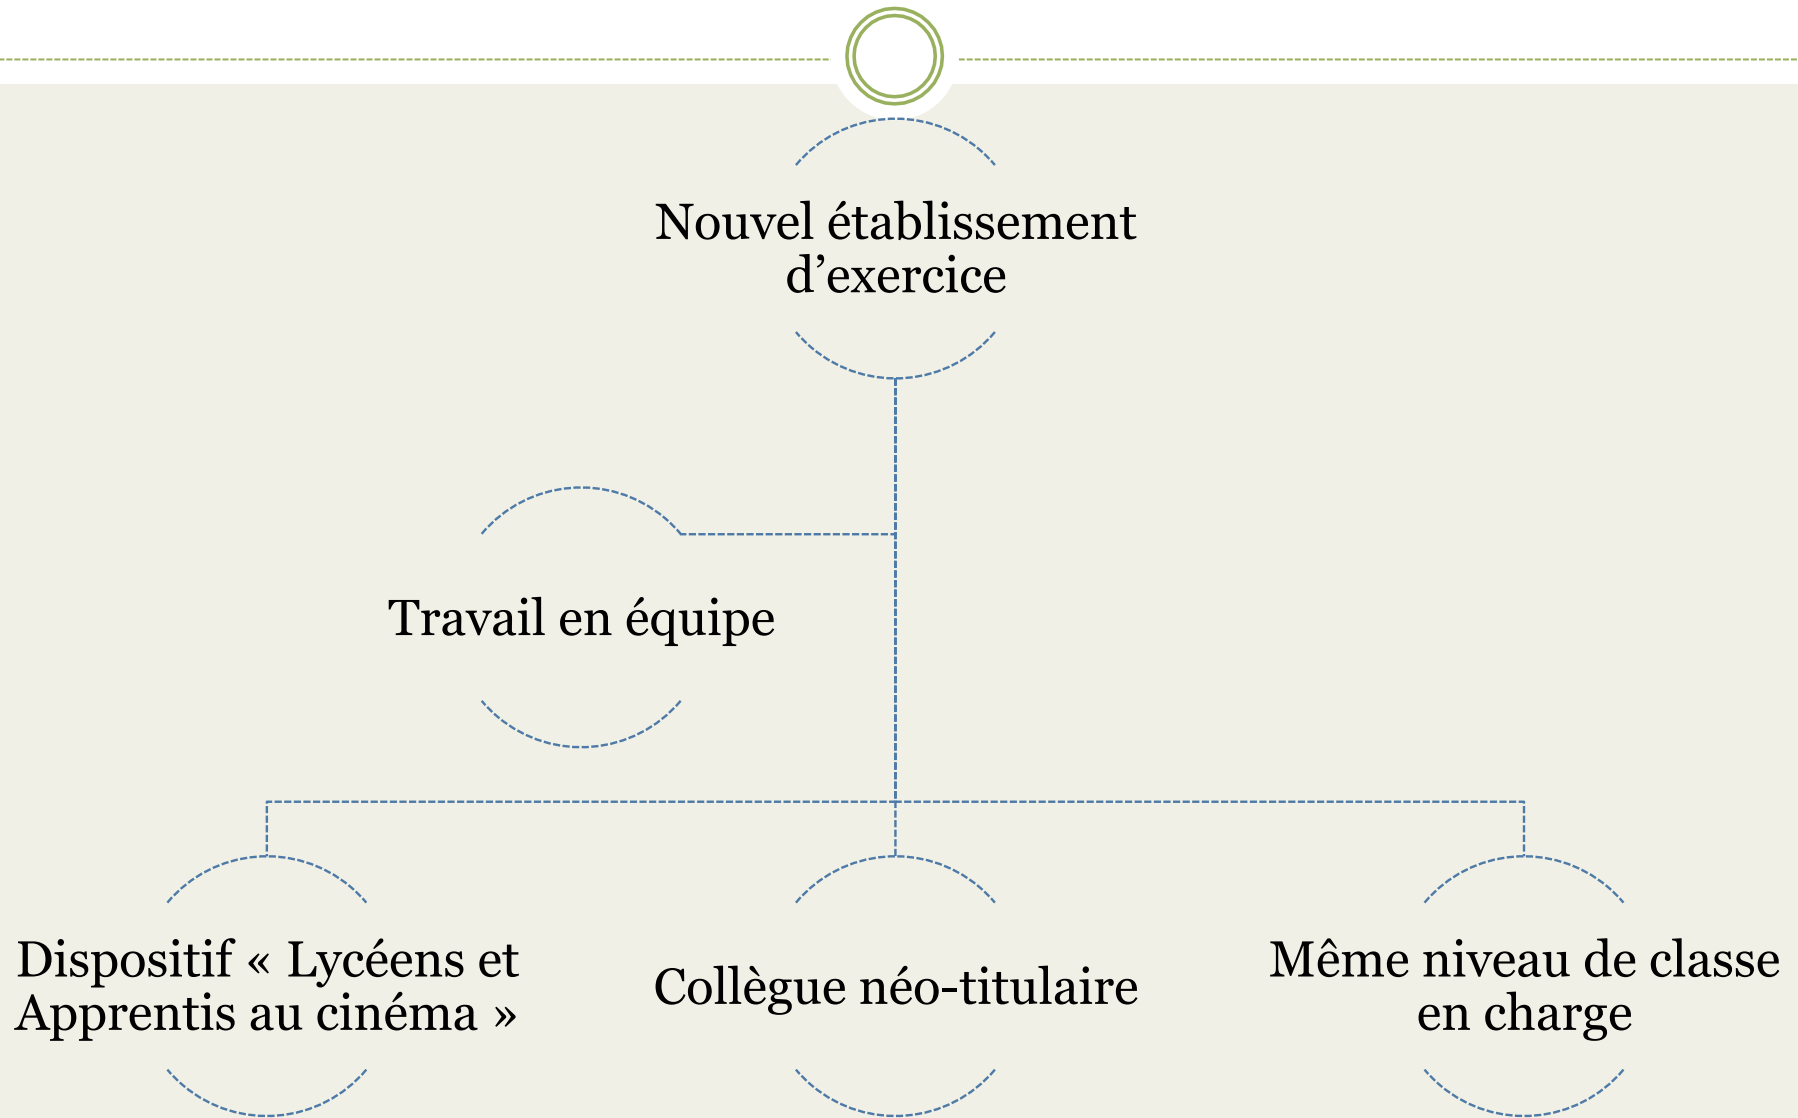 Nouvel établissement
d’exercice
Travail en équipe
Dispositif « Lycéens et
Apprentis au cinéma »
Collègue néo-titulaire
Même niveau de classe
en charge